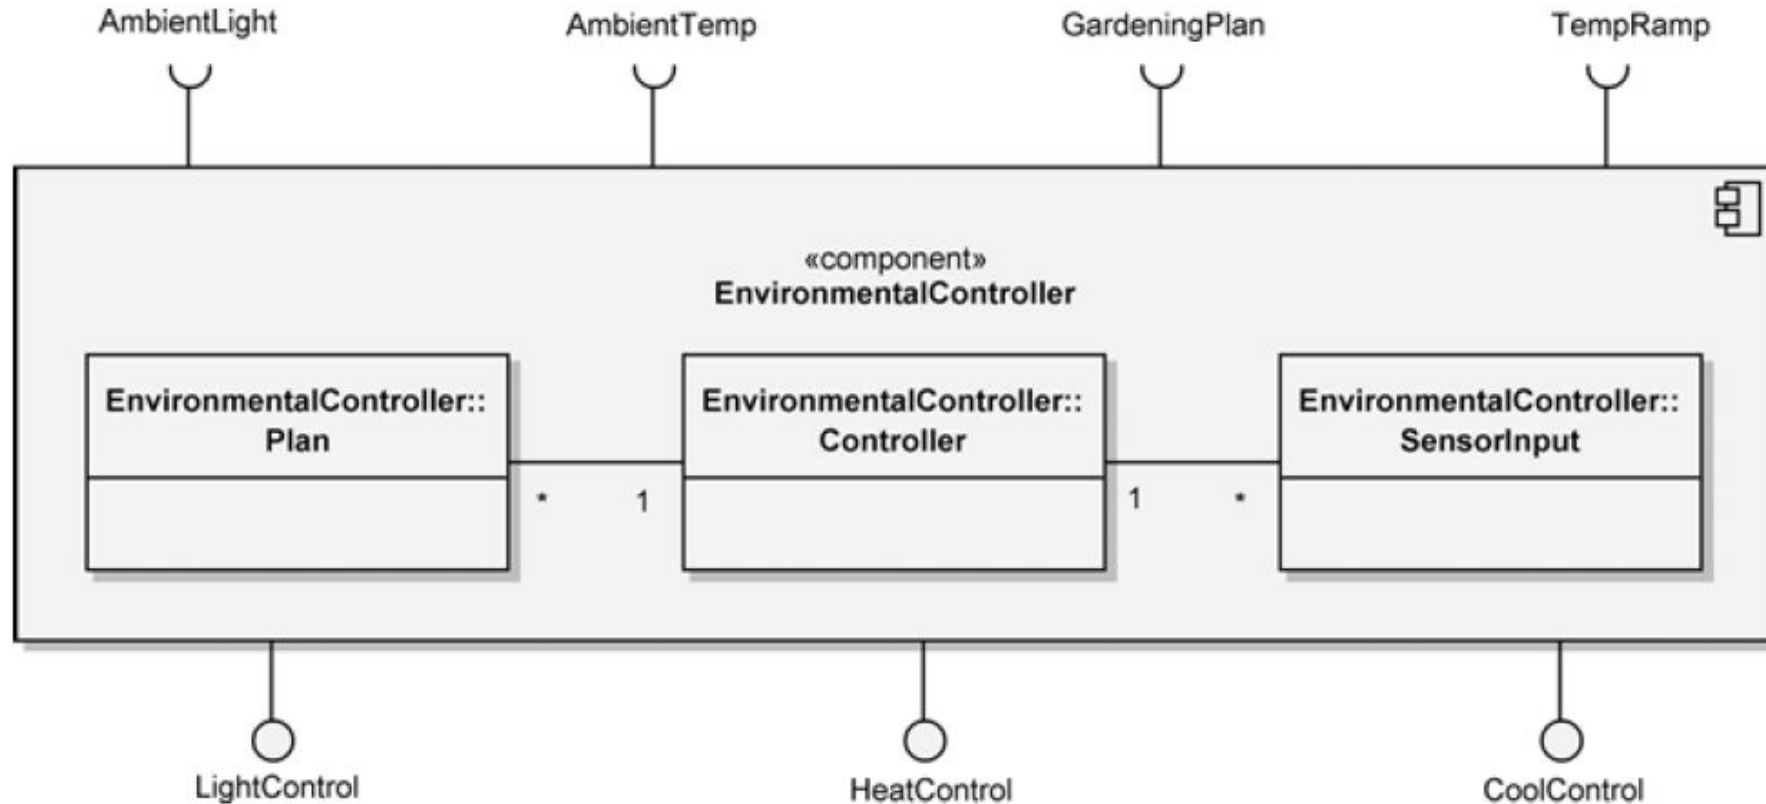 AmbientLight
AmbientTemp
GardeningPlan
TempRamp
«component»
EnvironmentalController
EnvironmentalController::
Plan
EnvironmentalController::
Controller
EnvironmentalController::
SensorInput
*
1
1
*
LightControl
HeatControl
CoolControl